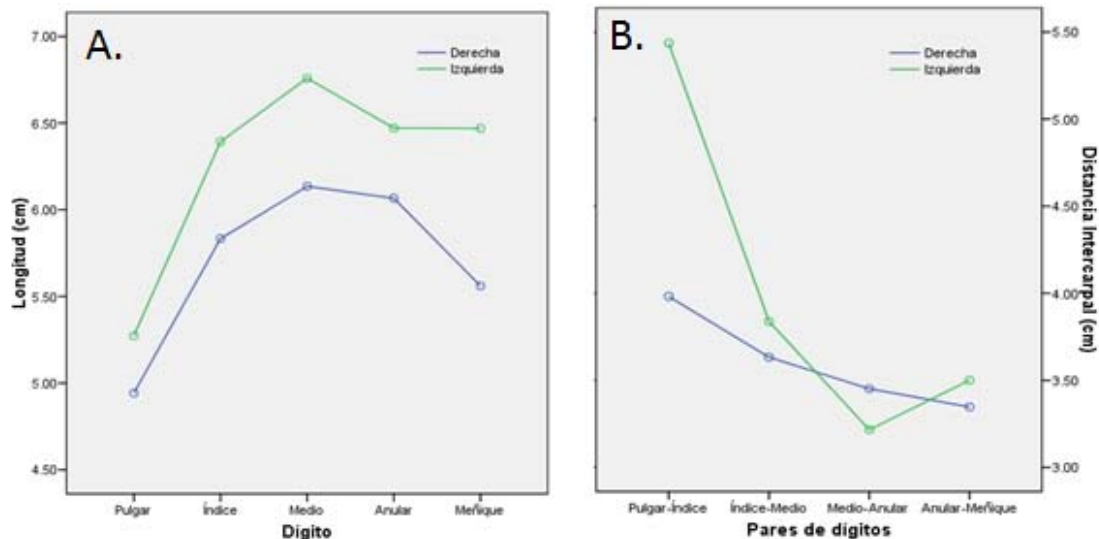 A.
Derecha
Izquierda
7.00
6.50
6.00
5.50
5.00
4.50
Longitud (cm)
Pulgar
Índice
Medio
Anular
Meñique
Dígito
B.
Derecha
Izquierda
5.50
5.00
4.50
4.00
3.50
3.00
Distancia Intercarpal (cm)
Pulgar-Índice
Índice-Medio
Medio-Anular
Anular-Meñique
Pares de dígitos